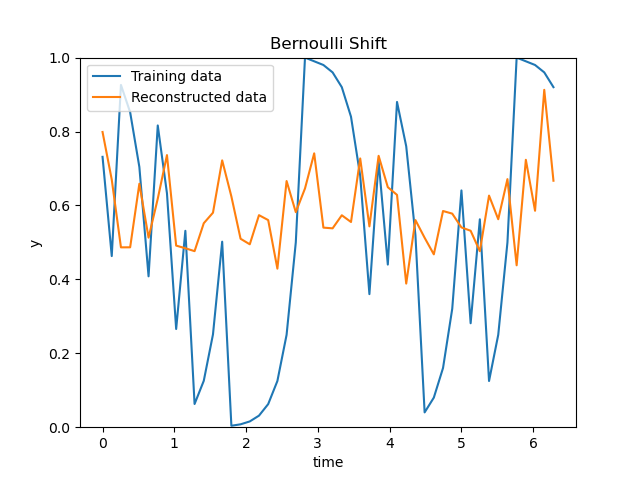 Bernoulli Shift
Training data
Reconstructed data
1.0
0.8
0.6
0.4
0.2
0.0
y
0 1 2 3 4 5 6
time